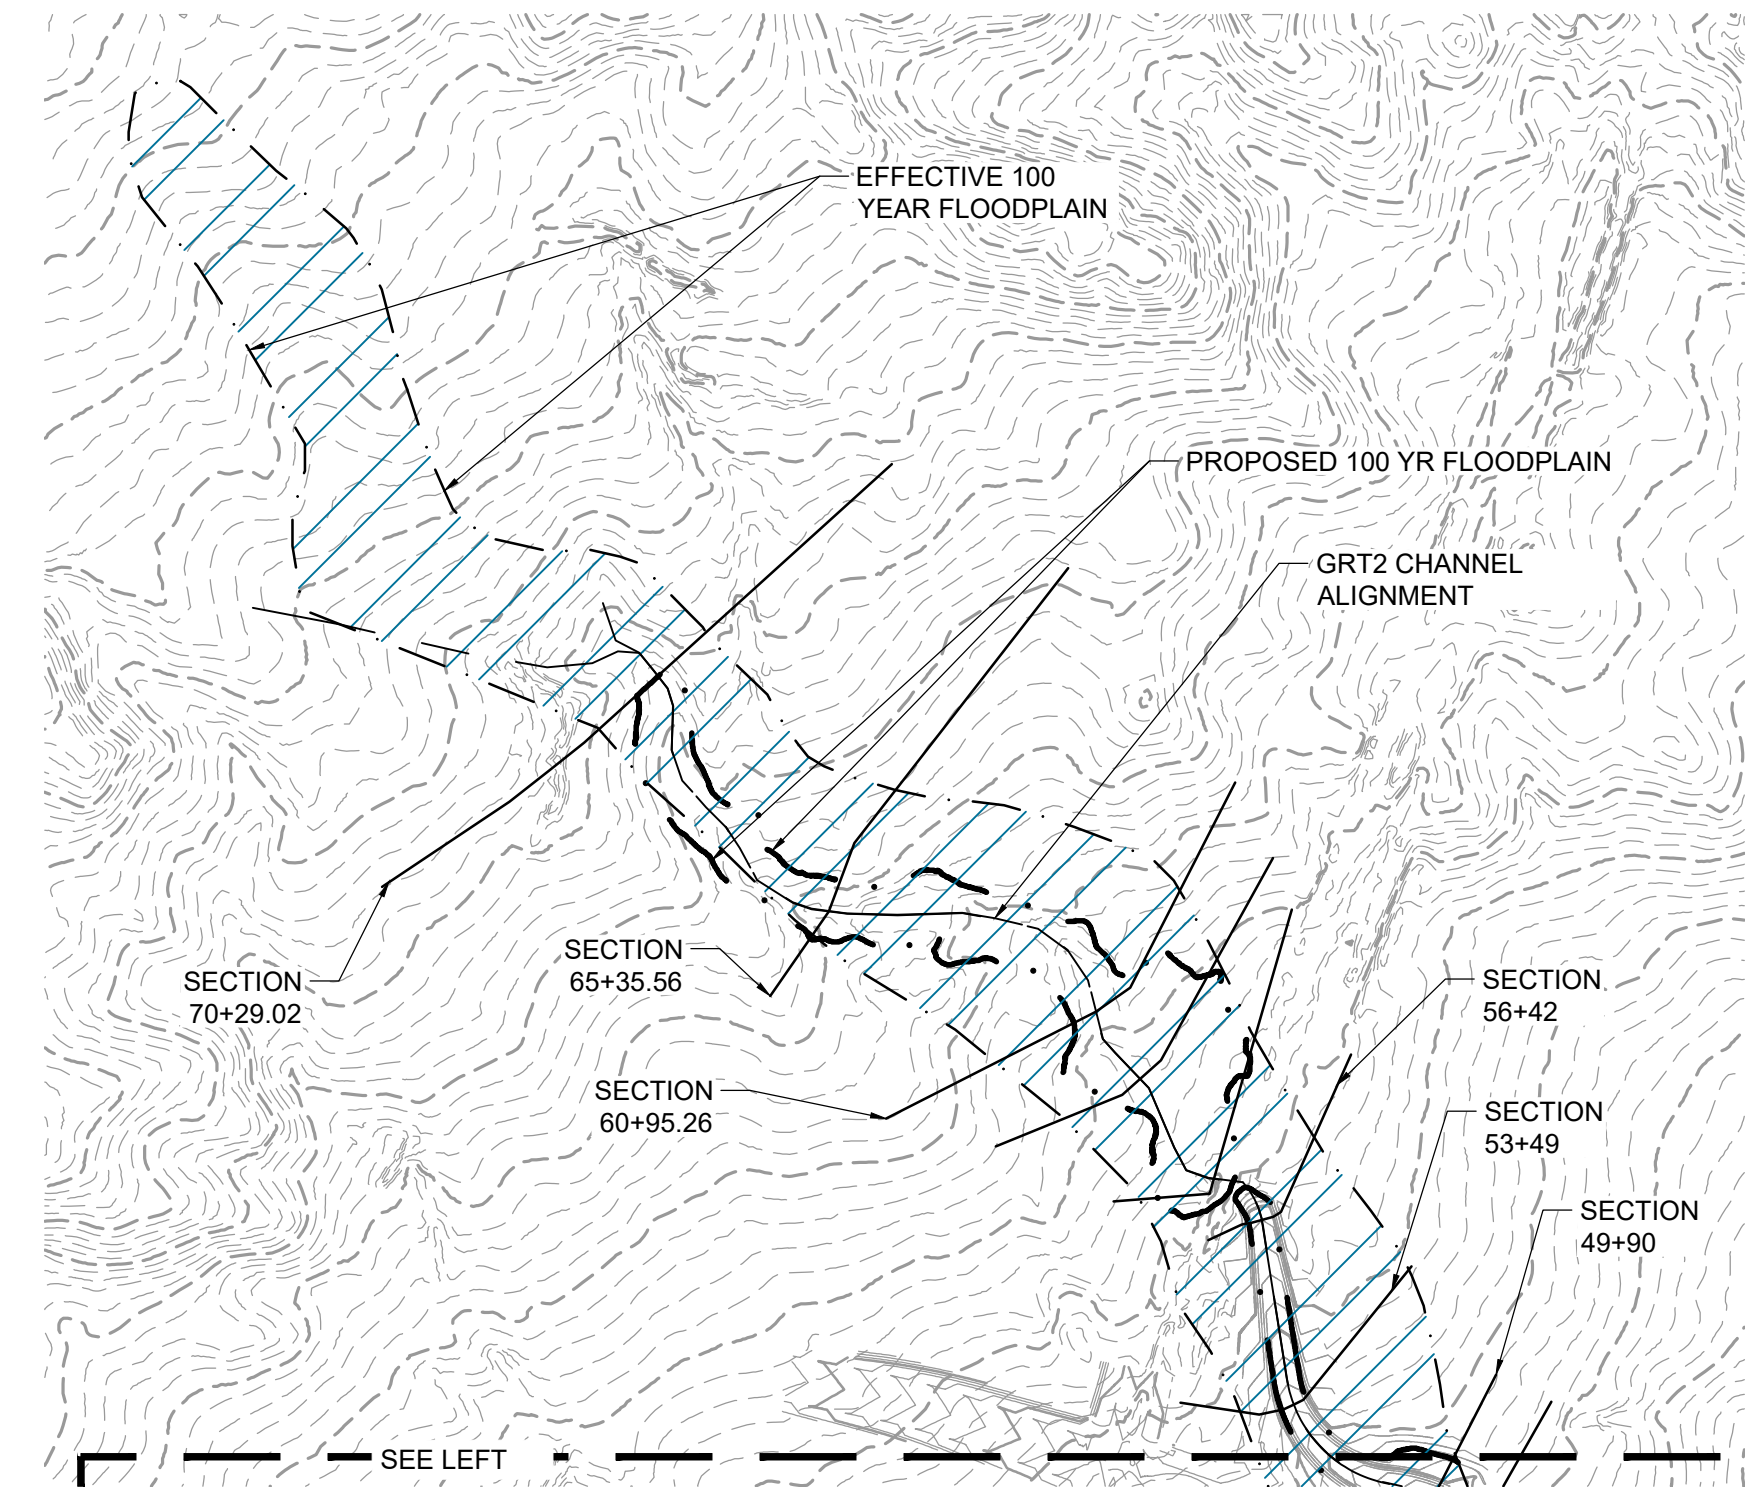 EFFECTIVE 100
YEAR FLOODPLAIN
PROPOSED 100 YR FLOODPLAIN
GRT2 CHANNEL
ALIGNMENT
SECTION
65+35.56
SECTION
70+29.02
SECTION
56+42
SECTION
60+95.26
SECTION
53+49
SECTION
49+90
SEE LEFT